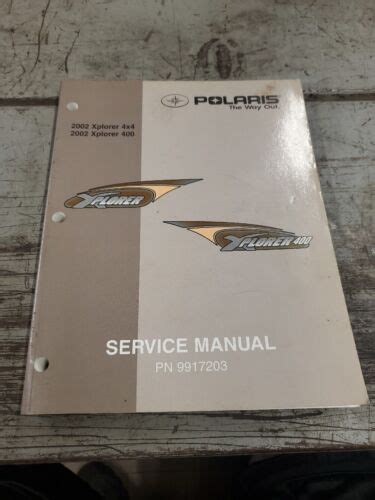 POLARIS
The Way Out.
2002 Xplorer 4x4
2002 Xplorer 400
XPLORER
XPLORER 400
SERVICE MANUAL
PN 9917203